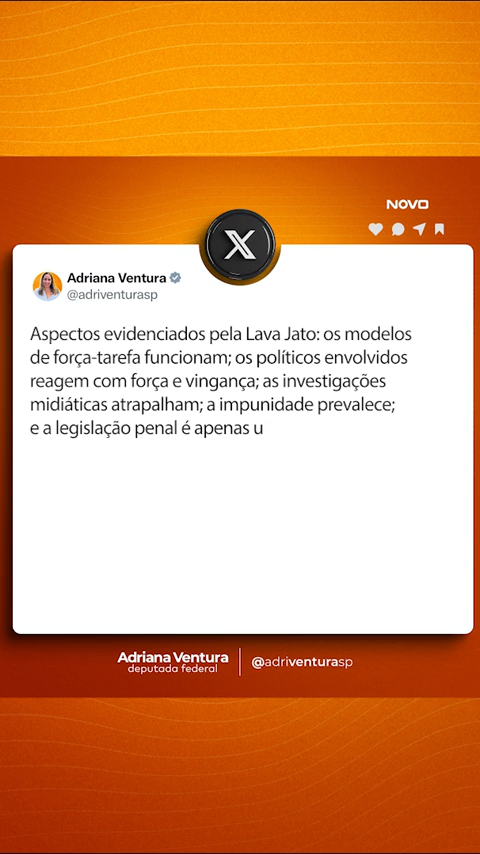 NOVO
X
Adriana Ventura
@adriventurasp
Aspectos evidenciados pela Lava Jato: os modelos
de força-tarefa funcionam; os políticos envolvidos
reagem com força e vingança; as investigações
midiáticas atrapalham; a impunidade prevalece;
e a legislação penal é apenas u
Adriana Ventura
deputada federal
@adriventurasp